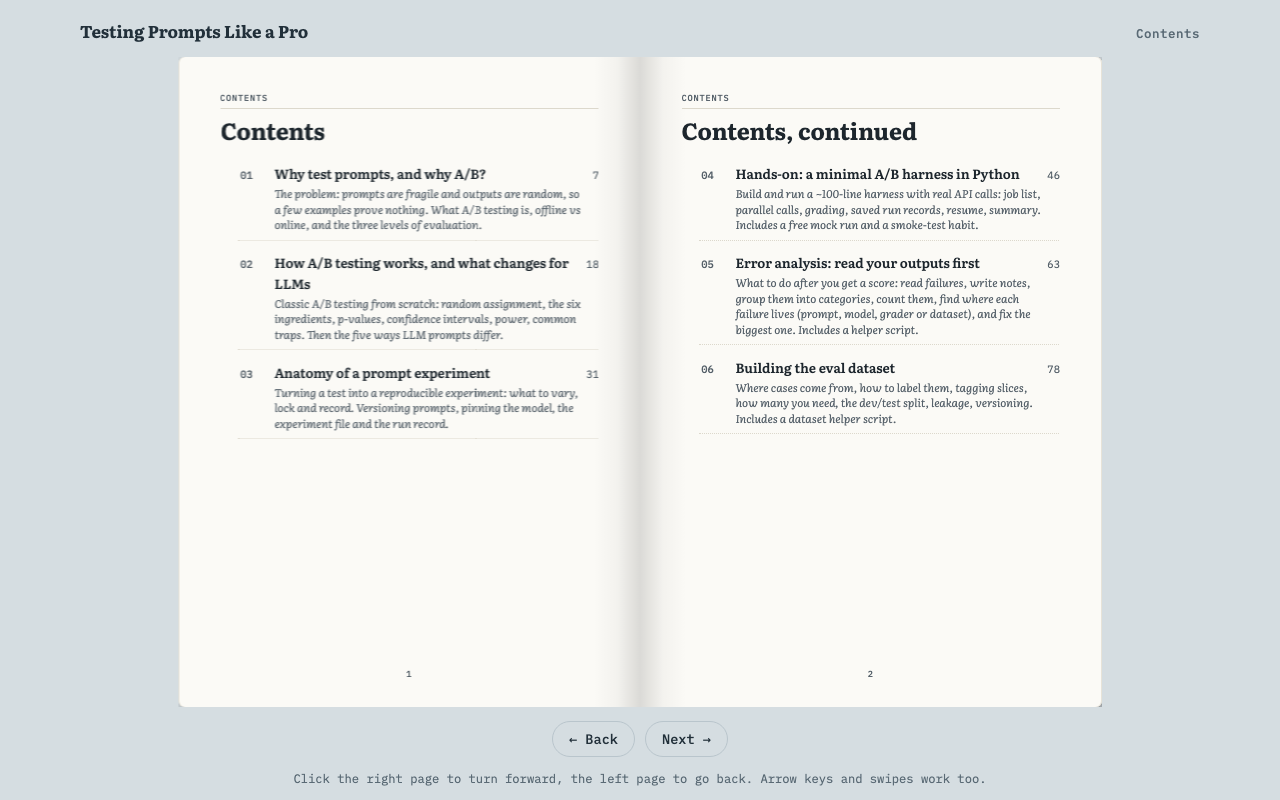 Testing Prompts Like a Pro
Contents
CONTENTS
Contents
01 Why test prompts, and why A/B? 7
The problem: prompts are fragile and outputs are random, so
a few examples prove nothing. What A/B testing is, offline vs
online, and the three levels of evaluation.
02 How A/B testing works, and what changes for 18
LLMs
Classic A/B testing from scratch: random assignment, the six
ingredients, p-values, confidence intervals, power, common
traps. Then the five ways LLM prompts differ.
03 Anatomy of a prompt experiment 31
Turning a test into a reproducible experiment: what to vary,
lock and record. Versioning prompts, pinning the model, the
experiment file and the run record.
1
CONTENTS
Contents, continued
04 Hands-on: a minimal A/B harness in Python 46
Build and run a ~100-line harness with real API calls: job list,
parallel calls, grading, saved run records, resume, summary.
Includes a free mock run and a smoke-test habit.
05 Error analysis: read your outputs first 63
What to do after you get a score: read failures, write notes,
group them into categories, count them, find where each
failure lives (prompt, model, grader or dataset), and fix the
biggest one. Includes a helper script.
06 Building the eval dataset 78
Where cases come from, how to label them, tagging slices,
how many you need, the dev/test split, leakage, versioning.
Includes a dataset helper script.
2
← Back
Next →
Click the right page to turn forward, the left page to go back. Arrow keys and swipes work too.